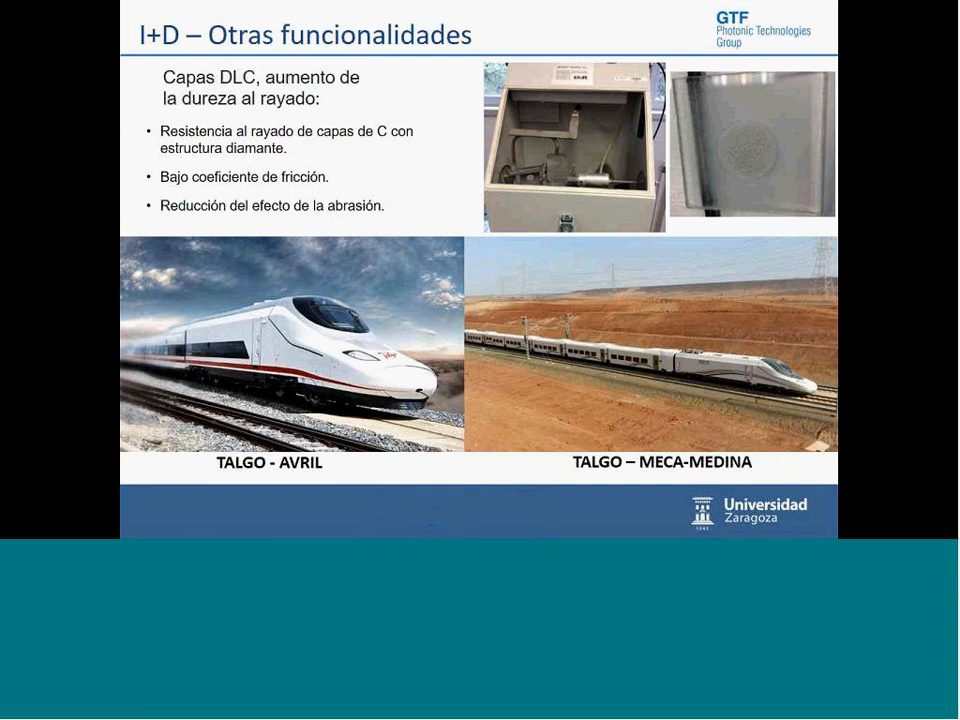 I+D – Otras funcionalidades
GTF
Photonic Technologies
Group
Capas DLC, aumento de
la dureza al rayado:
• Resistencia al rayado de capas de C con
estructura diamante.
• Bajo coeficiente de fricción.
• Reducción del efecto de la abrasión.
Talgo
TALGO - AVRIL
TALGO – MECA-MEDINA
Universidad
Zaragoza
1542